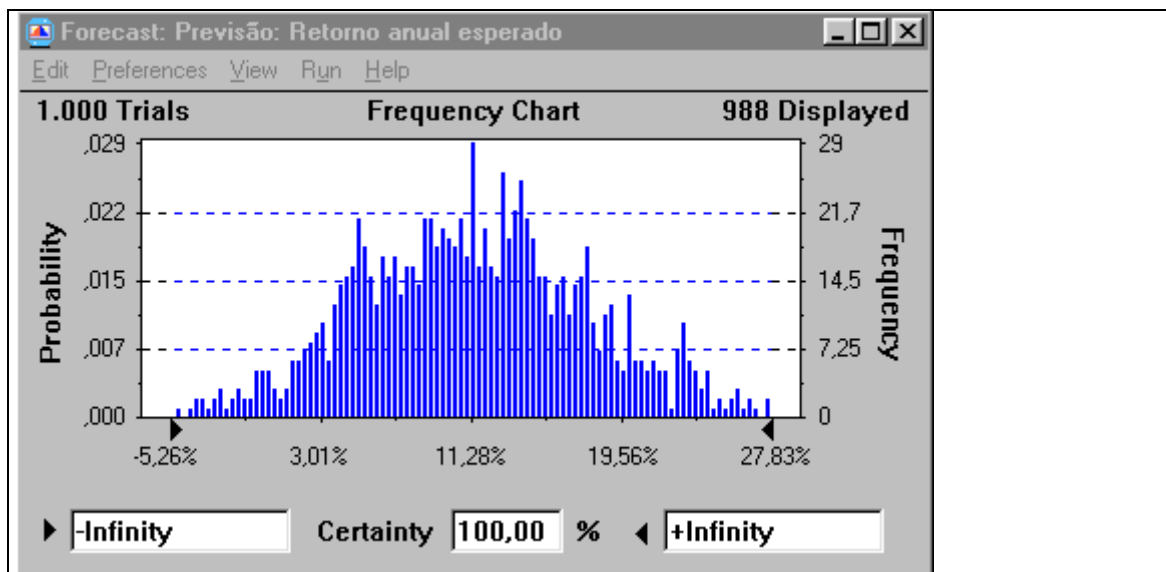 Forecast: Previsão: Retorno anual esperado
Edit Preferences View Run Help
1.000 Trials Frequency Chart 988 Displayed
Probability
,029
,022
,015
,007
,000
29
21,7
14,5
7,25
0
Frequency
-5,26% 3,01% 11,28% 19,56% 27,83%
-Infinity Certainty 100,00 % +Infinity